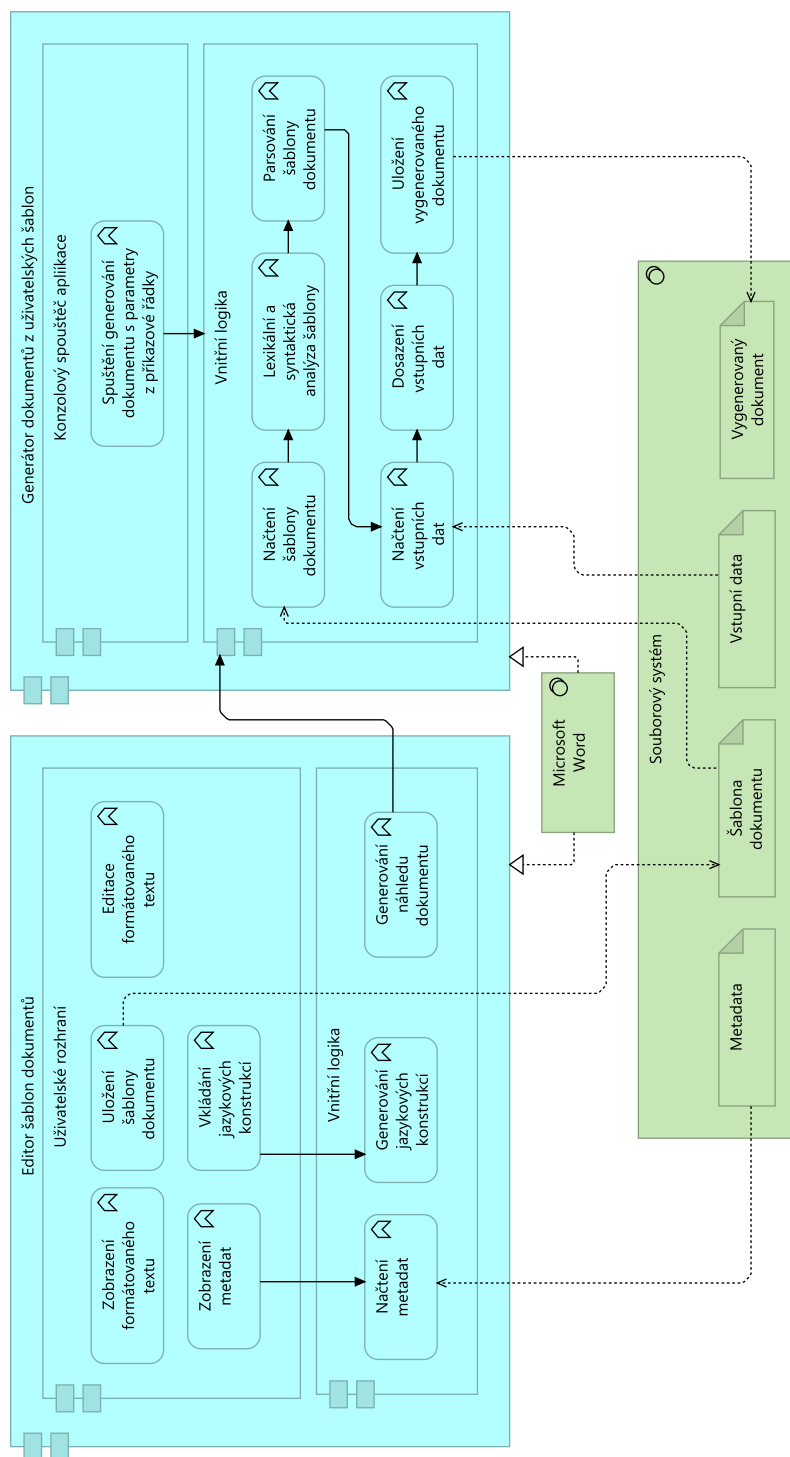 Editor šablon dokumentů
Uživatelské rozhraní
Zobrazení
formátovaného
textu
Uložení
šablony
dokumentu
Editace
formátovaného
textu
Zobrazení
metadat
Vkládání
jazykových
konstrukcí
Vnitřní logika
Načtení
metadat
Generování
jazykových
konstrukcí
Generování
náhledu
dokumentu
Generátor dokumentů z uživatelských šablon
Konzolový spouštěč aplíikace
Spuštění generování
dokumentu s parametry
z příkazové řádky
Vnitřní logika
Načtení
šablony
dokumentu
Lexikální a
syntaktická
analýza šablony
Parsování
šablony
dokumentu
Načtení
vstupních
dat
Dosazení
vstupních
dat
Uložení
vygenerovaného
dokumentu
Microsoft
Word
Souborový systém
Metadata
Šablona
dokumentu
Vstupní data
Vygenerovaný
dokument